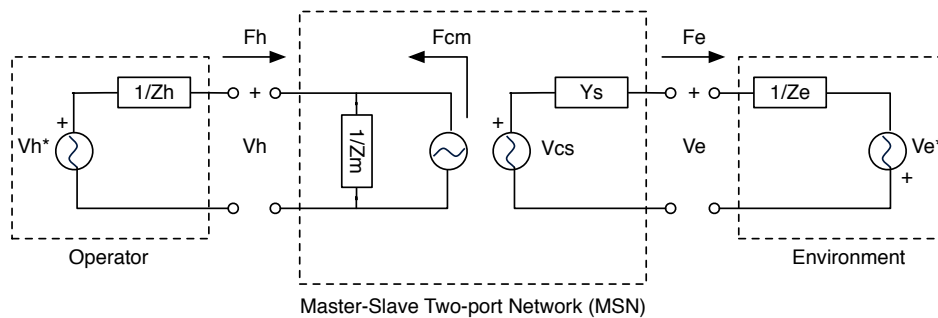 Fh
Fcm
Fe
1/Zh
+
+
Ys
+
1/Ze
+
Vh*
Vh
1/Zm
+
Vcs
Ve
Ve*
+
Operator
Environment
Master-Slave Two-port Network (MSN)